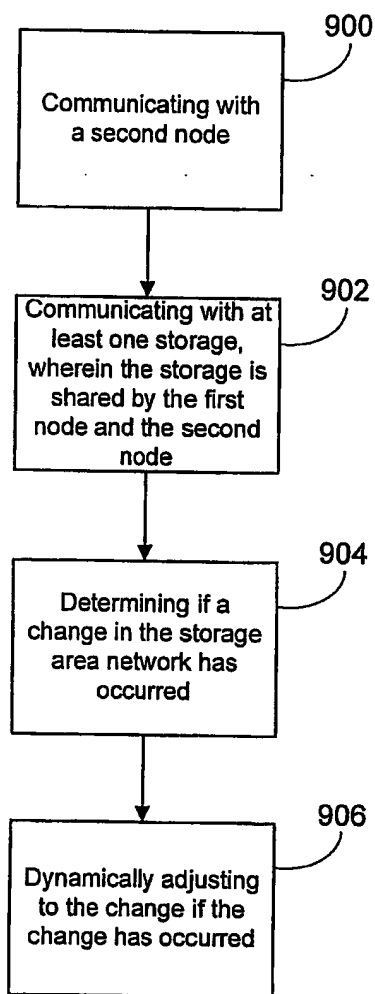 900
Communicating with
a second node
902
Communicating with at
least one storage,
wherein the storage is
shared by the first
node and the second
node
904
Determining if a
change in the storage
area network has
occurred
906
Dynamically adjusting
to the change if the
change has occurred